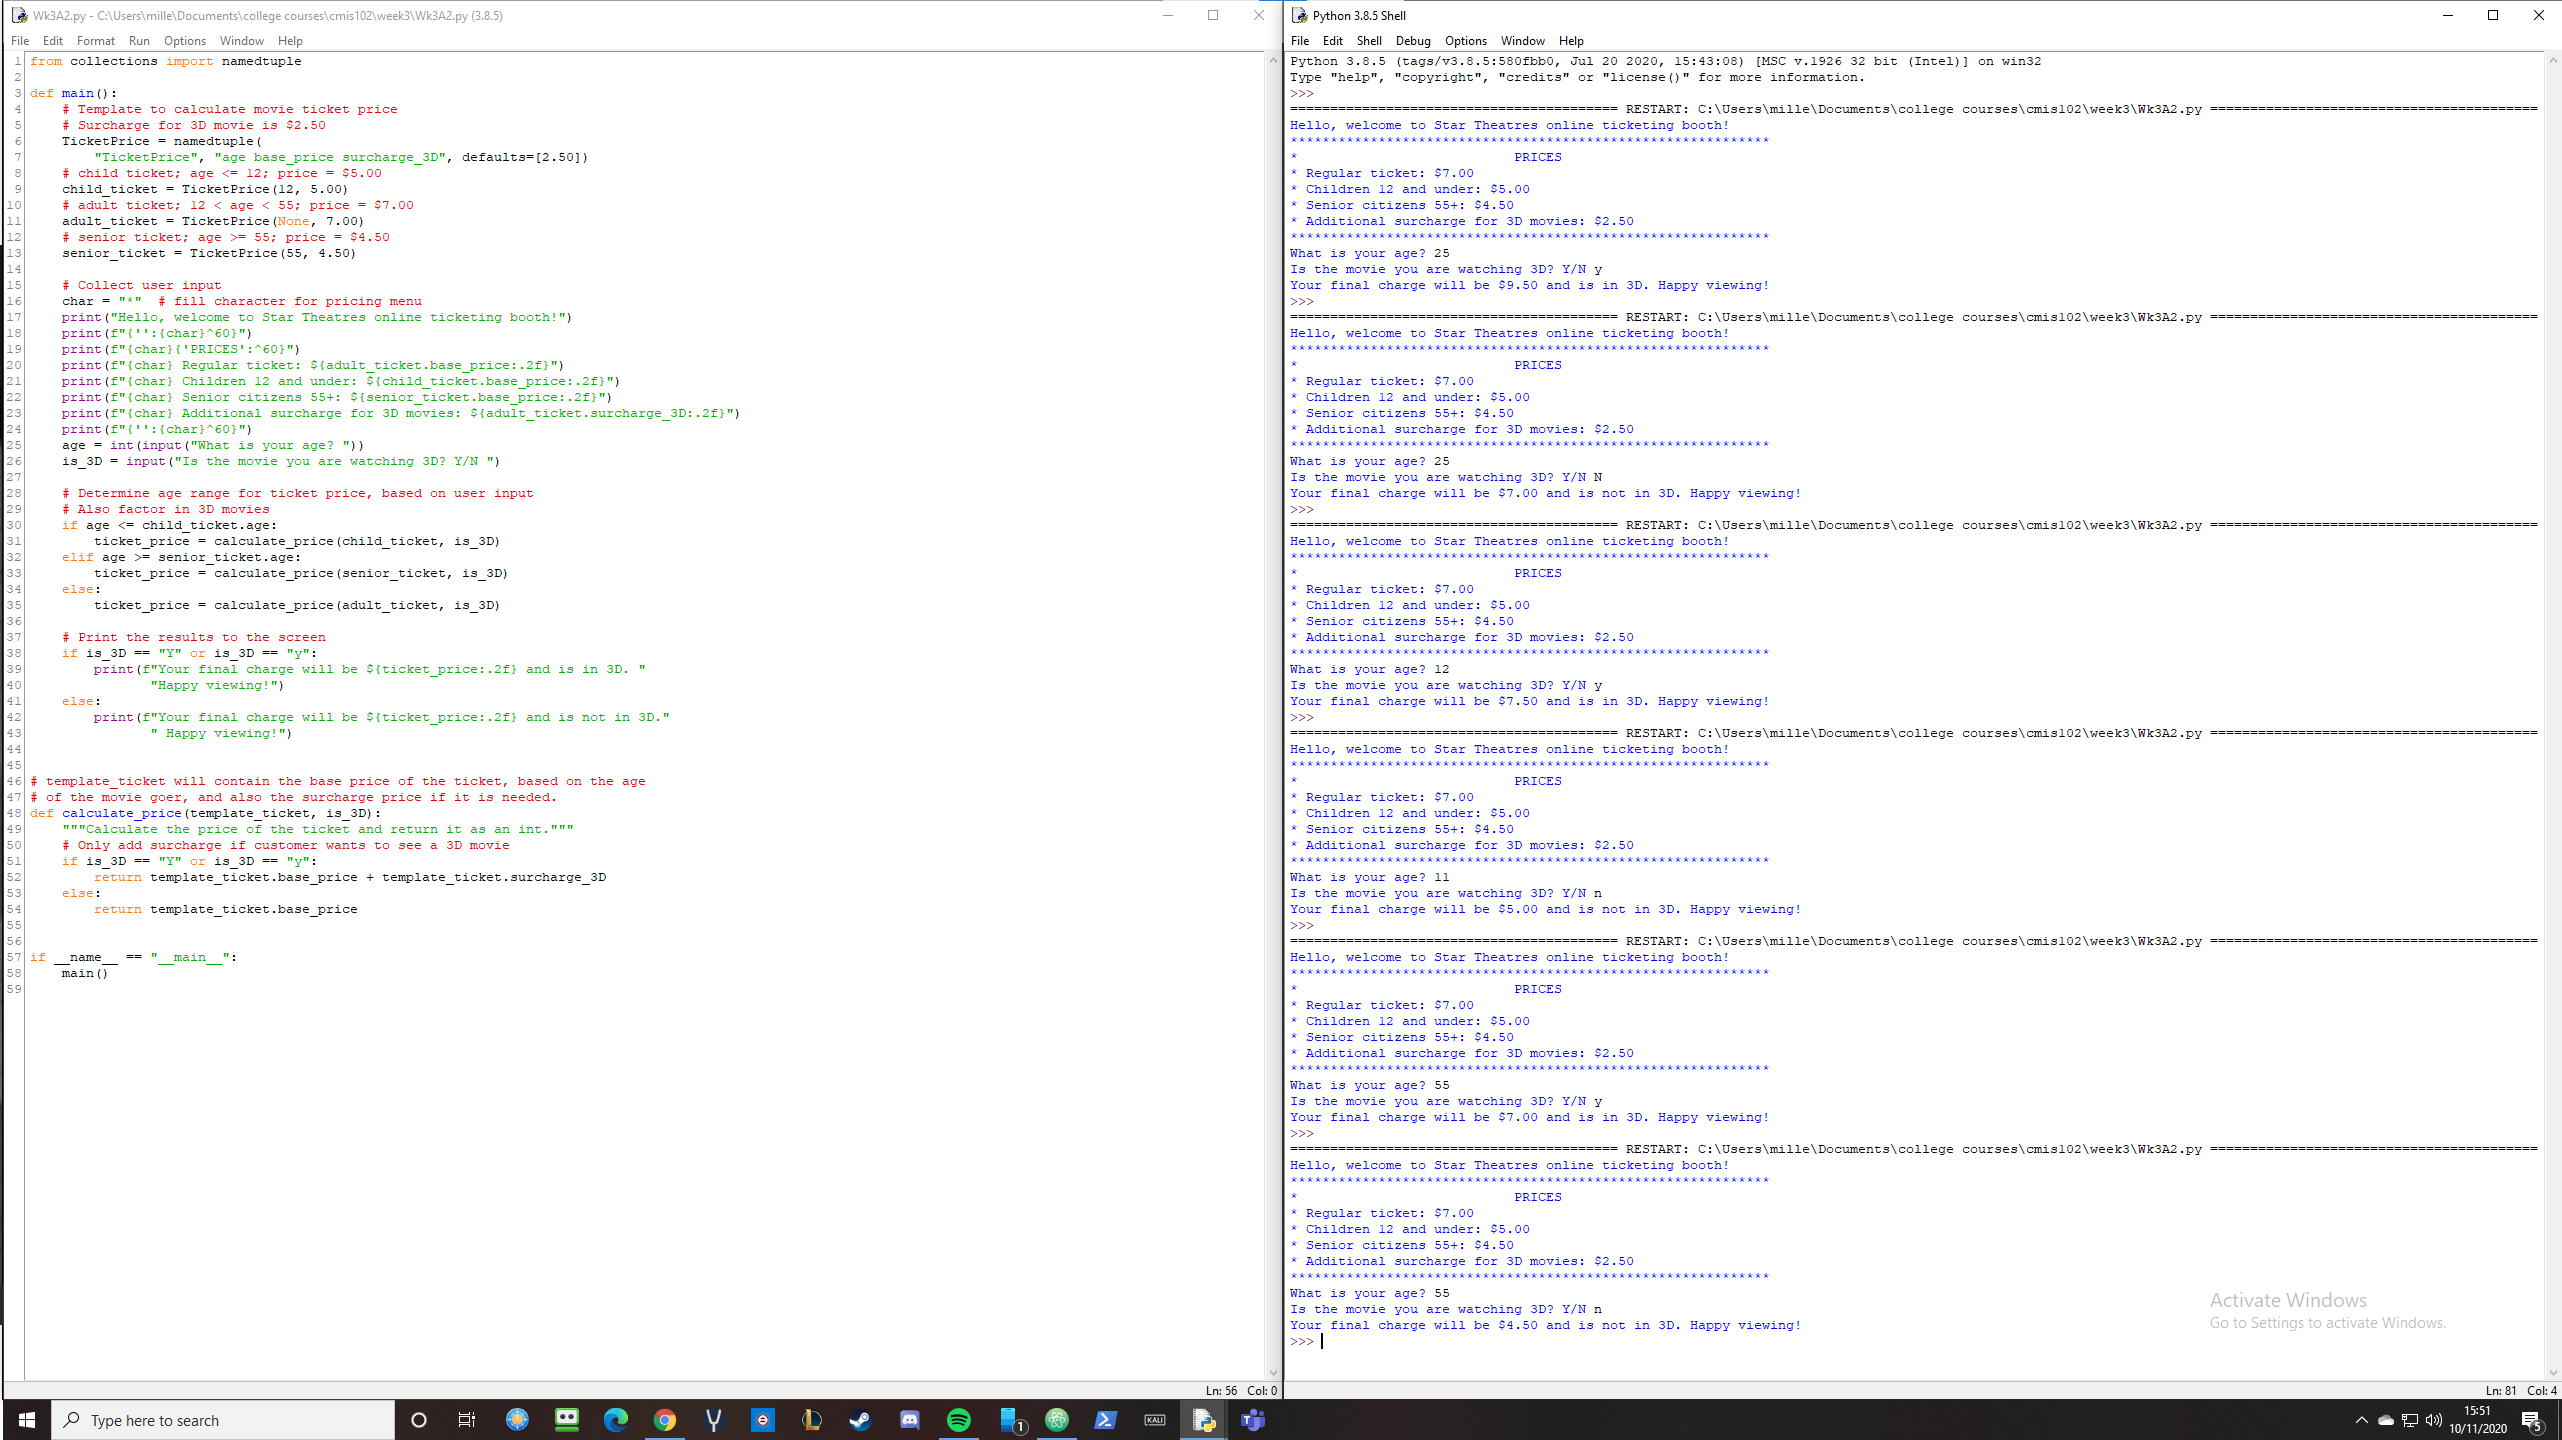 Wk3A2.py - C:\Users\mille\Documents\college courses\cmis102\week3\Wk3A2.py (3.8.5)
File Edit Format Run Options Window Help
1 from collections import namedtuple
2
3 def main():
4     # Template to calculate movie ticket price
5     # Surcharge for 3D movie is $2.50
6     TicketPrice = namedtuple(
7         "TicketPrice", "age base_price surcharge_3D", defaults=[2.50])
8     # child ticket; age <= 12; price = $5.00
9     child_ticket = TicketPrice(12, 5.00)
10     # adult ticket; 12 < age < 55; price = $7.00
11     adult_ticket = TicketPrice(None, 7.00)
12     # senior ticket; age >= 55; price = $4.50
13     senior_ticket = TicketPrice(55, 4.50)
14
15     # Collect user input
16     char = "*"  # fill character for pricing menu
17     print("Hello, welcome to Star Theatres online ticketing booth!")
18     print(f"{'':{char}^60}")
19     print(f"{char}{'PRICES':^60}")
20     print(f"{char} Regular ticket: ${adult_ticket.base_price:.2f}")
21     print(f"{char} Children 12 and under: ${child_ticket.base_price:.2f}")
22     print(f"{char} Senior citizens 55+: ${senior_ticket.base_price:.2f}")
23     print(f"{char} Additional surcharge for 3D movies: ${adult_ticket.surcharge_3D:.2f}")
24     print(f"{'':{char}^60}")
25     age = int(input("What is your age? "))
26     is_3D = input("Is the movie you are watching 3D? Y/N ")
27
28     # Determine age range for ticket price, based on user input
29     # Also factor in 3D movies
30     if age <= child_ticket.age:
31         ticket_price = calculate_price(child_ticket, is_3D)
32     elif age >= senior_ticket.age:
33         ticket_price = calculate_price(senior_ticket, is_3D)
34     else:
35         ticket_price = calculate_price(adult_ticket, is_3D)
36
37     # Print the results to the screen
38     if is_3D == "Y" or is_3D == "y":
39         print(f"Your final charge will be ${ticket_price:.2f} and is in 3D. "
40                "Happy viewing!")
41     else:
42         print(f"Your final charge will be ${ticket_price:.2f} and is not in 3D."
43                " Happy viewing!")
44
45
46 # template_ticket will contain the base price of the ticket, based on the age
47 # of the movie goer, and also the surcharge price if it is needed.
48 def calculate_price(template_ticket, is_3D):
49     """Calculate the price of the ticket and return it as an int."""
50     # Only add surcharge if customer wants to see a 3D movie
51     if is_3D == "Y" or is_3D == "y":
52         return template_ticket.base_price + template_ticket.surcharge_3D
53     else:
54         return template_ticket.base_price
55
56
57 if __name__ == "__main__":
58     main()
59
Ln: 56 Col: 0
Python 3.8.5 Shell
File Edit Shell Debug Options Window Help
Python 3.8.5 (tags/v3.8.5:580fbb0, Jul 20 2020, 15:43:08) [MSC v.1926 32 bit (Intel)] on win32
Type "help", "copyright", "credits" or "license()" for more information.
>>>
========================================= RESTART: C:\Users\mille\Documents\college courses\cmis102\week3\Wk3A2.py =========================================
Hello, welcome to Star Theatres online ticketing booth!
************************************************************
*                           PRICES
* Regular ticket: $7.00
* Children 12 and under: $5.00
* Senior citizens 55+: $4.50
* Additional surcharge for 3D movies: $2.50
************************************************************
What is your age? 25
Is the movie you are watching 3D? Y/N y
Your final charge will be $9.50 and is in 3D. Happy viewing!
>>>
========================================= RESTART: C:\Users\mille\Documents\college courses\cmis102\week3\Wk3A2.py =========================================
Hello, welcome to Star Theatres online ticketing booth!
************************************************************
*                           PRICES
* Regular ticket: $7.00
* Children 12 and under: $5.00
* Senior citizens 55+: $4.50
* Additional surcharge for 3D movies: $2.50
************************************************************
What is your age? 25
Is the movie you are watching 3D? Y/N N
Your final charge will be $7.00 and is not in 3D. Happy viewing!
>>>
========================================= RESTART: C:\Users\mille\Documents\college courses\cmis102\week3\Wk3A2.py =========================================
Hello, welcome to Star Theatres online ticketing booth!
************************************************************
*                           PRICES
* Regular ticket: $7.00
* Children 12 and under: $5.00
* Senior citizens 55+: $4.50
* Additional surcharge for 3D movies: $2.50
************************************************************
What is your age? 12
Is the movie you are watching 3D? Y/N y
Your final charge will be $7.50 and is in 3D. Happy viewing!
>>>
========================================= RESTART: C:\Users\mille\Documents\college courses\cmis102\week3\Wk3A2.py =========================================
Hello, welcome to Star Theatres online ticketing booth!
************************************************************
*                           PRICES
* Regular ticket: $7.00
* Children 12 and under: $5.00
* Senior citizens 55+: $4.50
* Additional surcharge for 3D movies: $2.50
************************************************************
What is your age? 11
Is the movie you are watching 3D? Y/N n
Your final charge will be $5.00 and is not in 3D. Happy viewing!
>>>
========================================= RESTART: C:\Users\mille\Documents\college courses\cmis102\week3\Wk3A2.py =========================================
Hello, welcome to Star Theatres online ticketing booth!
************************************************************
*                           PRICES
* Regular ticket: $7.00
* Children 12 and under: $5.00
* Senior citizens 55+: $4.50
* Additional surcharge for 3D movies: $2.50
************************************************************
What is your age? 55
Is the movie you are watching 3D? Y/N y
Your final charge will be $7.00 and is in 3D. Happy viewing!
>>>
========================================= RESTART: C:\Users\mille\Documents\college courses\cmis102\week3\Wk3A2.py =========================================
Hello, welcome to Star Theatres online ticketing booth!
************************************************************
*                           PRICES
* Regular ticket: $7.00
* Children 12 and under: $5.00
* Senior citizens 55+: $4.50
* Additional surcharge for 3D movies: $2.50
************************************************************
What is your age? 55
Is the movie you are watching 3D? Y/N n
Your final charge will be $4.50 and is not in 3D. Happy viewing!
>>>
Activate Windows
Go to Settings to activate Windows.
Ln: 81 Col: 4
Type here to search
1
KALI
15:51
10/11/2020
5